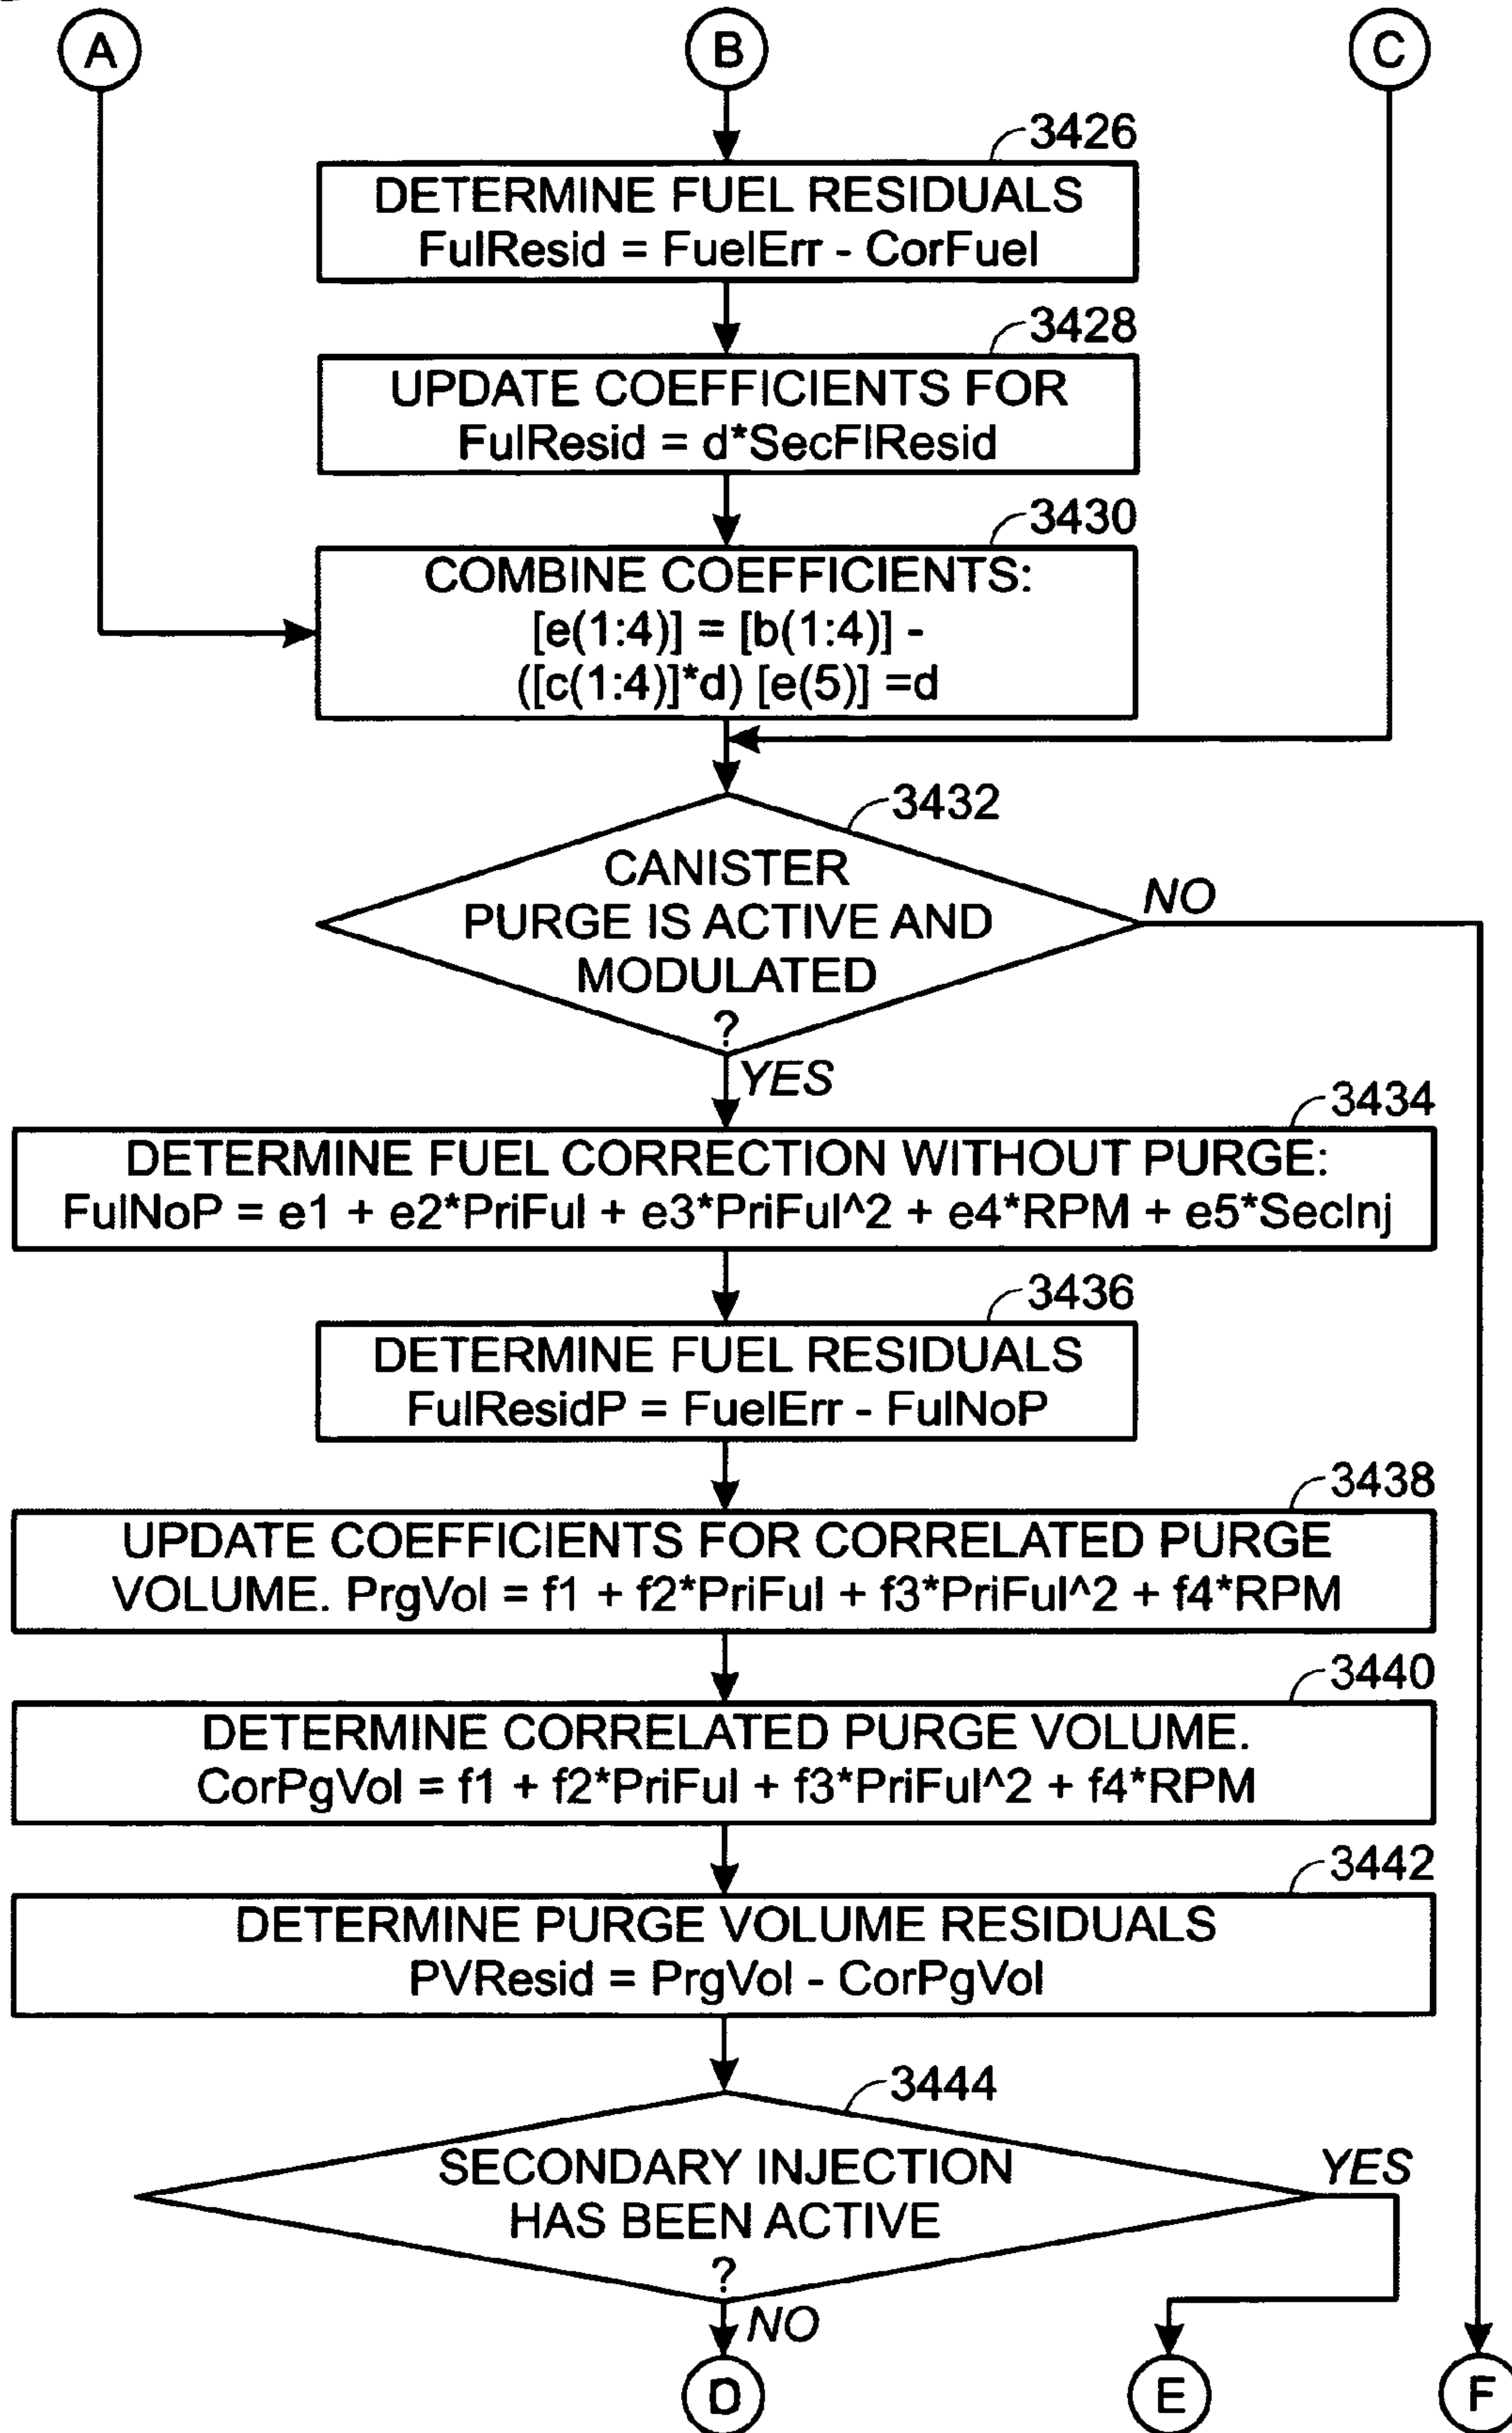 A
B
C
3426
DETERMINE FUEL RESIDUALS
FulResid = FuelErr - CorFuel
3428
UPDATE COEFFICIENTS FOR
FulResid = d*SecFlResid
3430
COMBINE COEFFICIENTS:
[e(1:4)] = [b(1:4)] -
([c(1:4)]*d) [e(5)] =d
3432
CANISTER
PURGE IS ACTIVE AND
MODULATED
?
NO
YES
3434
DETERMINE FUEL CORRECTION WITHOUT PURGE:
FulNoP = e1 + e2*PriFul + e3*PriFul^2 + e4*RPM + e5*SecInj
3436
DETERMINE FUEL RESIDUALS
FulResidP = FuelErr - FulNoP
3438
UPDATE COEFFICIENTS FOR CORRELATED PURGE
VOLUME. PrgVol = f1 + f2*PriFul + f3*PriFul^2 + f4*RPM
3440
DETERMINE CORRELATED PURGE VOLUME.
CorPgVol = f1 + f2*PriFul + f3*PriFul^2 + f4*RPM
3442
DETERMINE PURGE VOLUME RESIDUALS
PVResid = PrgVol - CorPgVol
3444
SECONDARY INJECTION
HAS BEEN ACTIVE
?
YES
NO
D
E
F